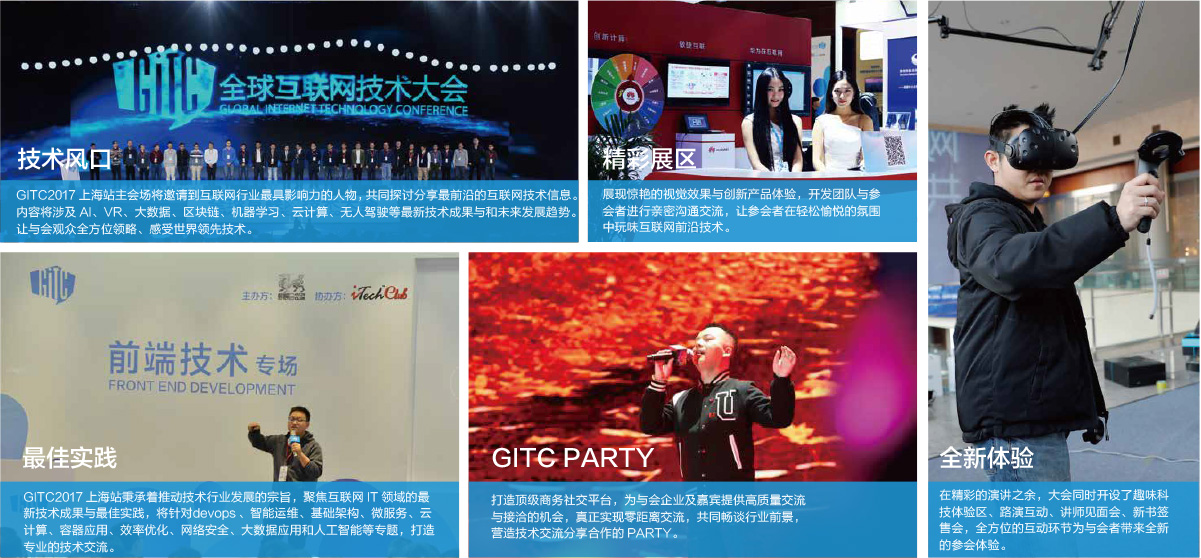 GITC
全球互联网技术大会
GLOBAL INTERNET TECHNOLOGY CONFERENCE
技术风口
GITC2017 上海站主会场将邀请到互联网行业最具影响力的人物，共同探讨分享最前沿的互联网技术信息。
内容将涉及 AI、VR、大数据、区块链、机器学习、云计算、无人驾驶等最新技术成果与和未来发展趋势。
让与会观众全方位领略、感受世界领先技术。
创新计算
敏捷互联
精彩展区
展现惊艳的视觉效果与创新产品体验，开发团队与参
会者进行亲密沟通交流，让参会者在轻松愉悦的氛围
中玩味互联网前沿技术。
GITC
主办方：
协办方：
iTech Club
前端技术 专场
FRONT END DEVELOPMENT
最佳实践
GITC2017 上海站秉承着推动技术行业发展的宗旨，聚焦互联网 IT 领域的最
新技术成果与最佳实践，将针对devops 、智能运维、基础架构、微服务、云
计算、容器应用、效率优化、网络安全、大数据应用和人工智能等专题，打造
专业的技术交流。
U
GITC PARTY
打造顶级商务社交平台，为与会企业及嘉宾提供高质量交流
与接洽的机会，真正实现零距离交流，共同畅谈行业前景，
营造技术交流分享合作的 PARTY。
全新体验
在精彩的演讲之余，大会同时开设了趣味科
技体验区、路演互动、讲师见面会、新书签
售会，全方位的互动环节为与会者带来全新
的参会体验。